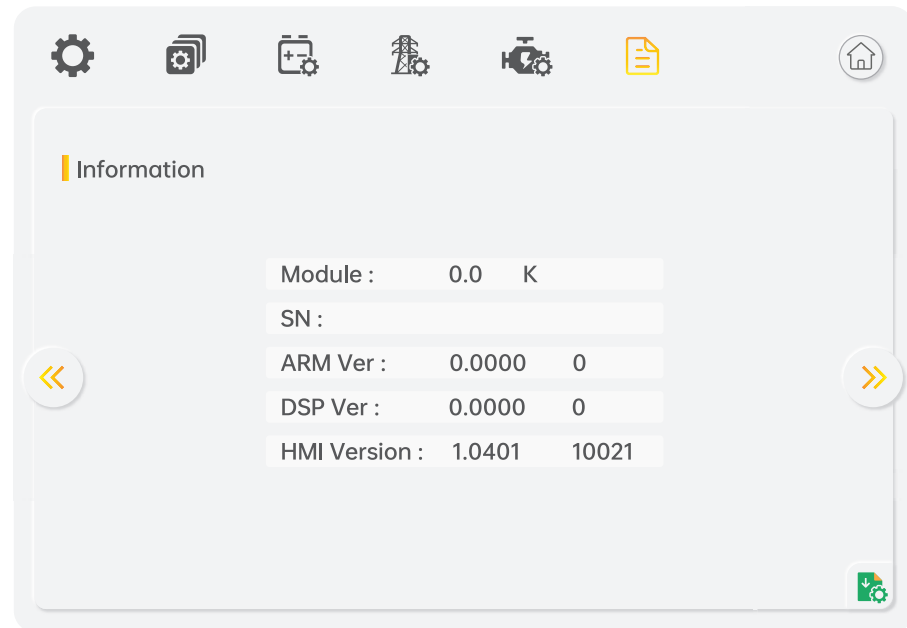 Information
Module : 0.0 K
SN :
ARM Ver : 0.0000 0
DSP Ver : 0.0000 0
HMI Version : 1.0401 10021